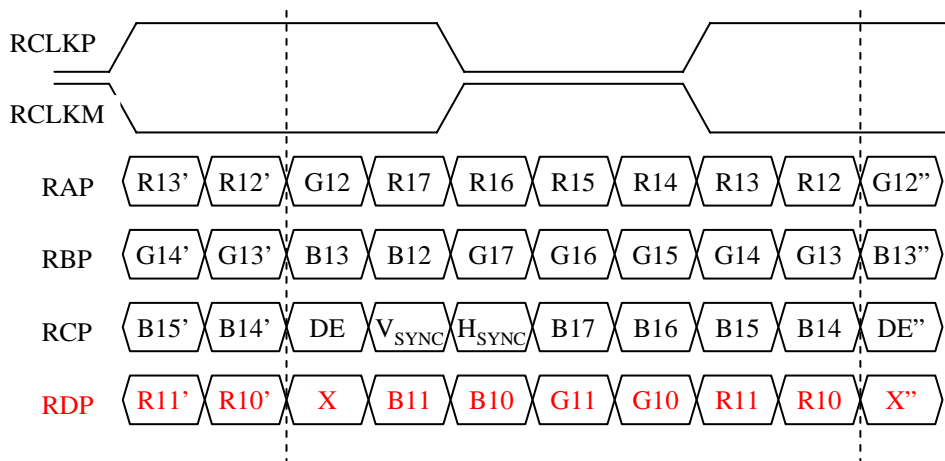 RCLKP
RCLKM
RAP R13’ R12’ G12 R17 R16 R15 R14 R13 R12 G12”
RBP G14’ G13’ B13 B12 G17 G16 G15 G14 G13 B13”
RCP B15’ B14’ DE VSYNC HSYNC B17 B16 B15 B14 DE”
RDP R11’ R10’ X B11 B10 G11 G10 R11 R10 X”